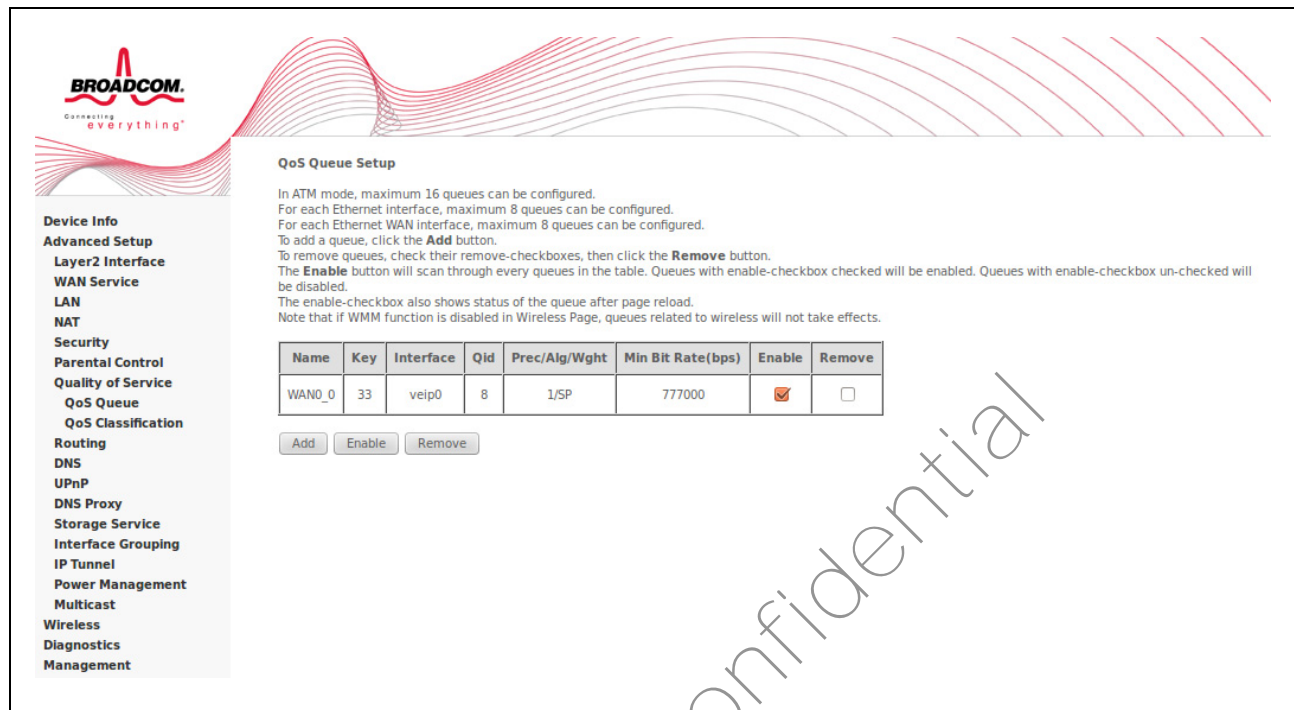 BROADCOM.
Connecting
everything®
Device Info
Advanced Setup
Layer2 Interface
WAN Service
LAN
NAT
Security
Parental Control
Quality of Service
QoS Queue
QoS Classification
Routing
DNS
UPnP
DNS Proxy
Storage Service
Interface Grouping
IP Tunnel
Power Management
Multicast
Wireless
Diagnostics
Management
QoS Queue Setup
In ATM mode, maximum 16 queues can be configured.
For each Ethernet interface, maximum 8 queues can be configured.
For each Ethernet WAN interface, maximum 8 queues can be configured.
To add a queue, click the Add button.
To remove queues, check their remove-checkboxes, then click the Remove button.
The Enable button will scan through every queues in the table. Queues with enable-checkbox checked will be enabled. Queues with enable-checkbox un-checked will
be disabled.
The enable-checkbox also shows status of the queue after page reload.
Note that if WMM function is disabled in Wireless Page, queues related to wireless will not take effects.
Name Key Interface Qid Prec/Alg/Wght Min Bit Rate(bps) Enable Remove
WAN0_0 33 veip0 8 1/SP 777000
Add Enable Remove